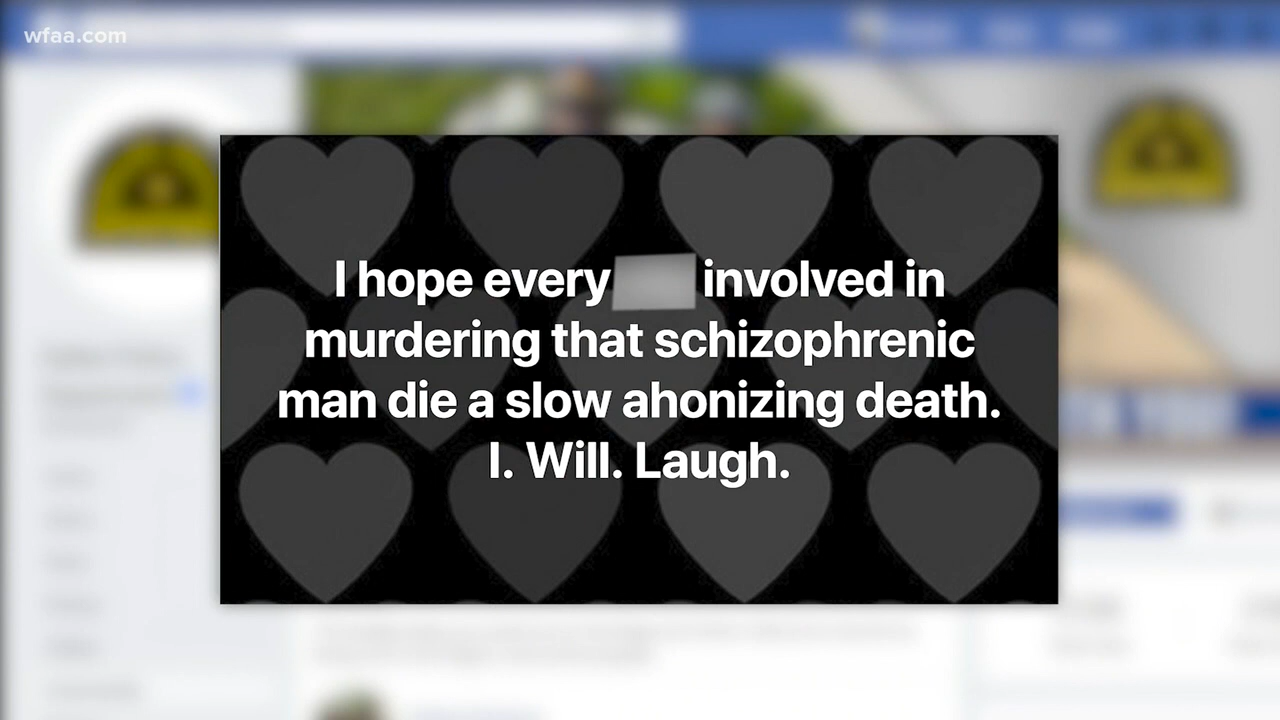 wfaa.com
I hope every involved in
murdering that schizophrenic
man die a slow ahonizing death.
I. Will. Laugh.